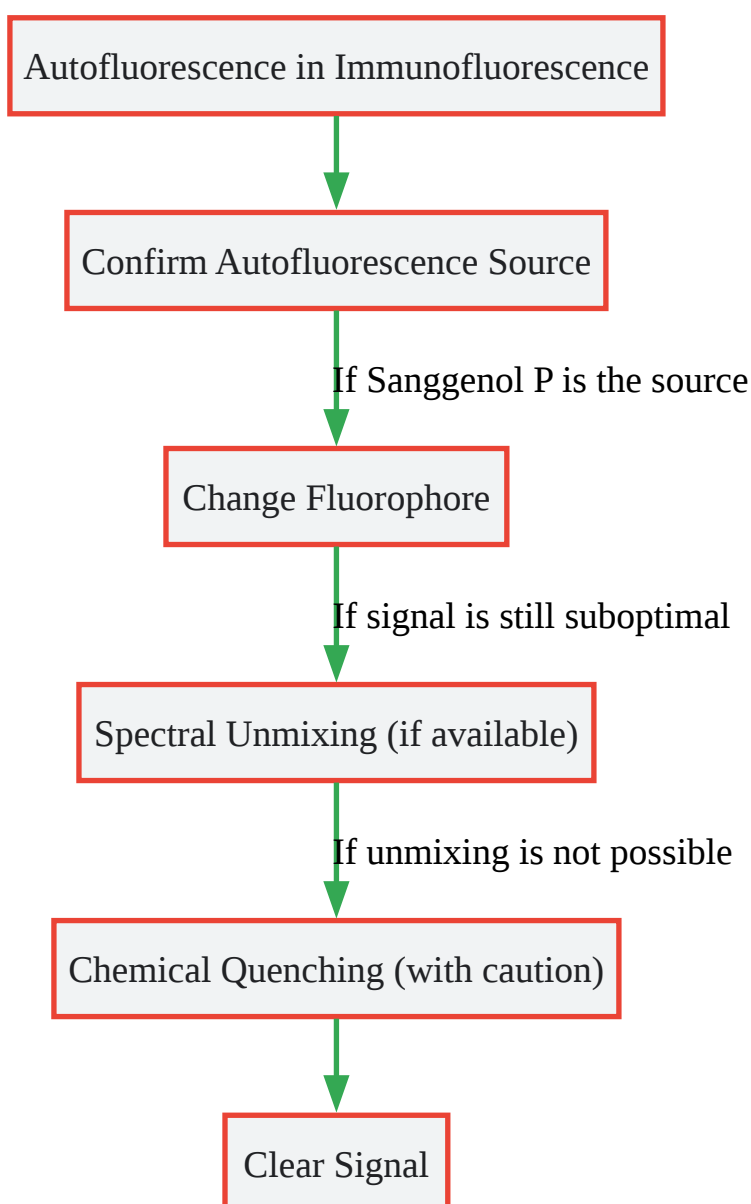 Autofluorescence in Immunofluorescence
Confirm Autofluorescence Source
If Sanggenol P is the source
Change Fluorophore
If signal is still suboptimal
Spectral Unmixing (if available)
If unmixing is not possible
Chemical Quenching (with caution)
Clear Signal